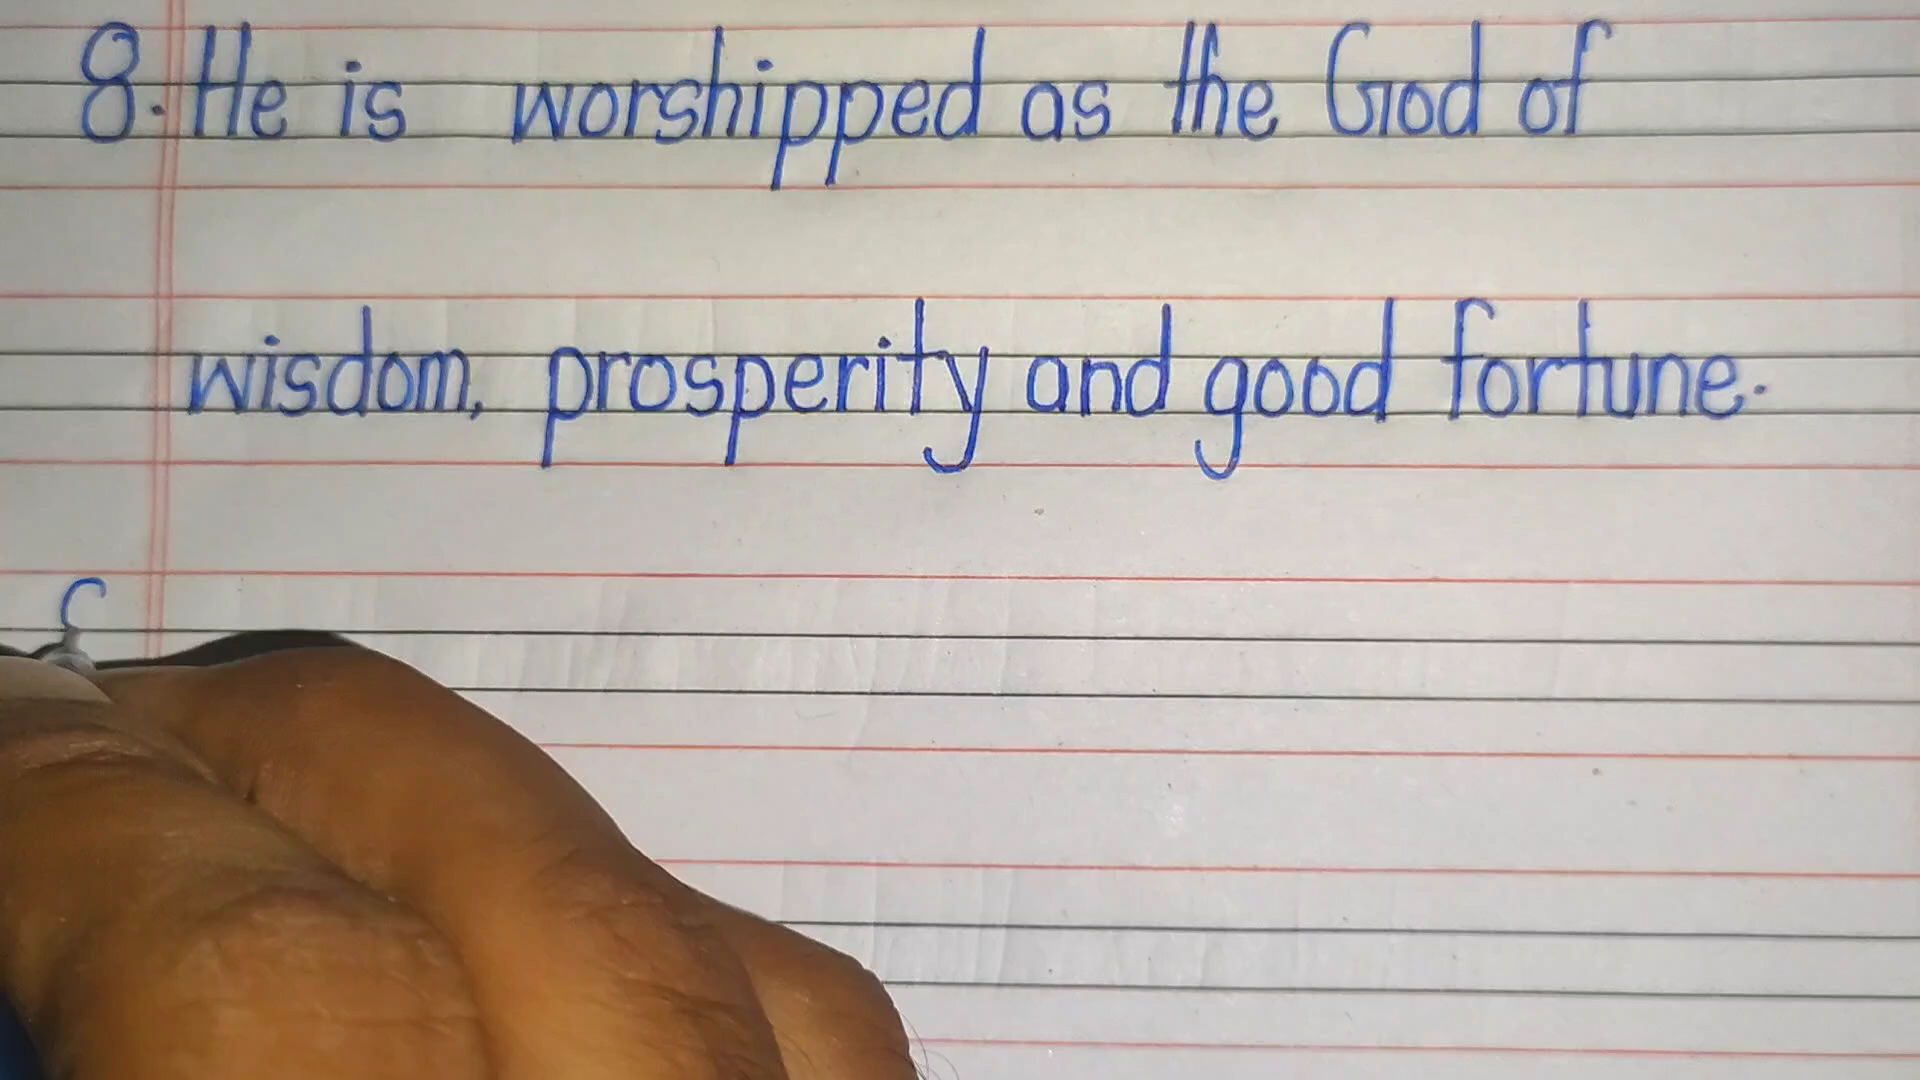 8. He is worshipped as the God of
wisdom, prosperity and good fortune.